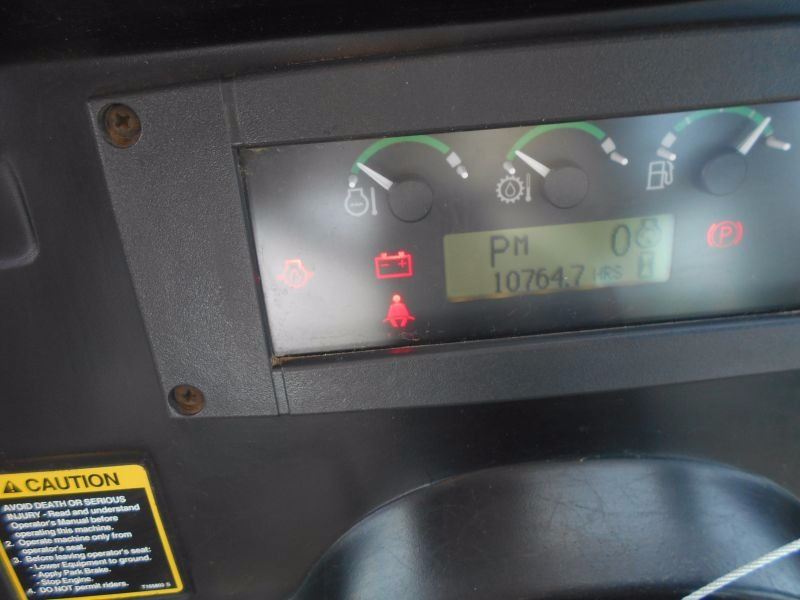 PM 0
10764.7 HRS
P
- +
CAUTION
AVOID DEATH OR SERIOUS
INJURY - Read and understand
Operator's Manual before
operating this machine.
2. Operate machine only from
operator's seat.
3. Before leaving operator's seat:
- Lower Equipment to ground.
- Apply Park Brake.
- Stop Engine.
4. DO NOT permit riders.